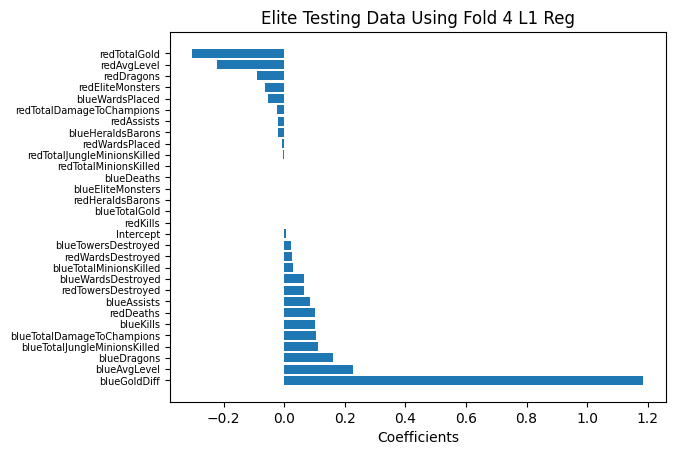 Elite Testing Data Using Fold 4 L1 Reg
redTotalGold
redAvgLevel
redDragons
redEliteMonsters
blueWardsPlaced
redTotalDamageToChampions
redAssists
blueHeraldsBarons
redWardsPlaced
redTotalJungleMinionsKilled
redTotalMinionsKilled
blueDeaths
blueEliteMonsters
redHeraldsBarons
blueTotalGold
redKills
Intercept
blueTowersDestroyed
redWardsDestroyed
blueTotalMinionsKilled
blueWardsDestroyed
redTowersDestroyed
blueAssists
redDeaths
blueKills
blueTotalDamageToChampions
blueTotalJungleMinionsKilled
blueDragons
blueAvgLevel
blueGoldDiff
−0.2 0.0 0.2 0.4 0.6 0.8 1.0 1.2
Coefficients